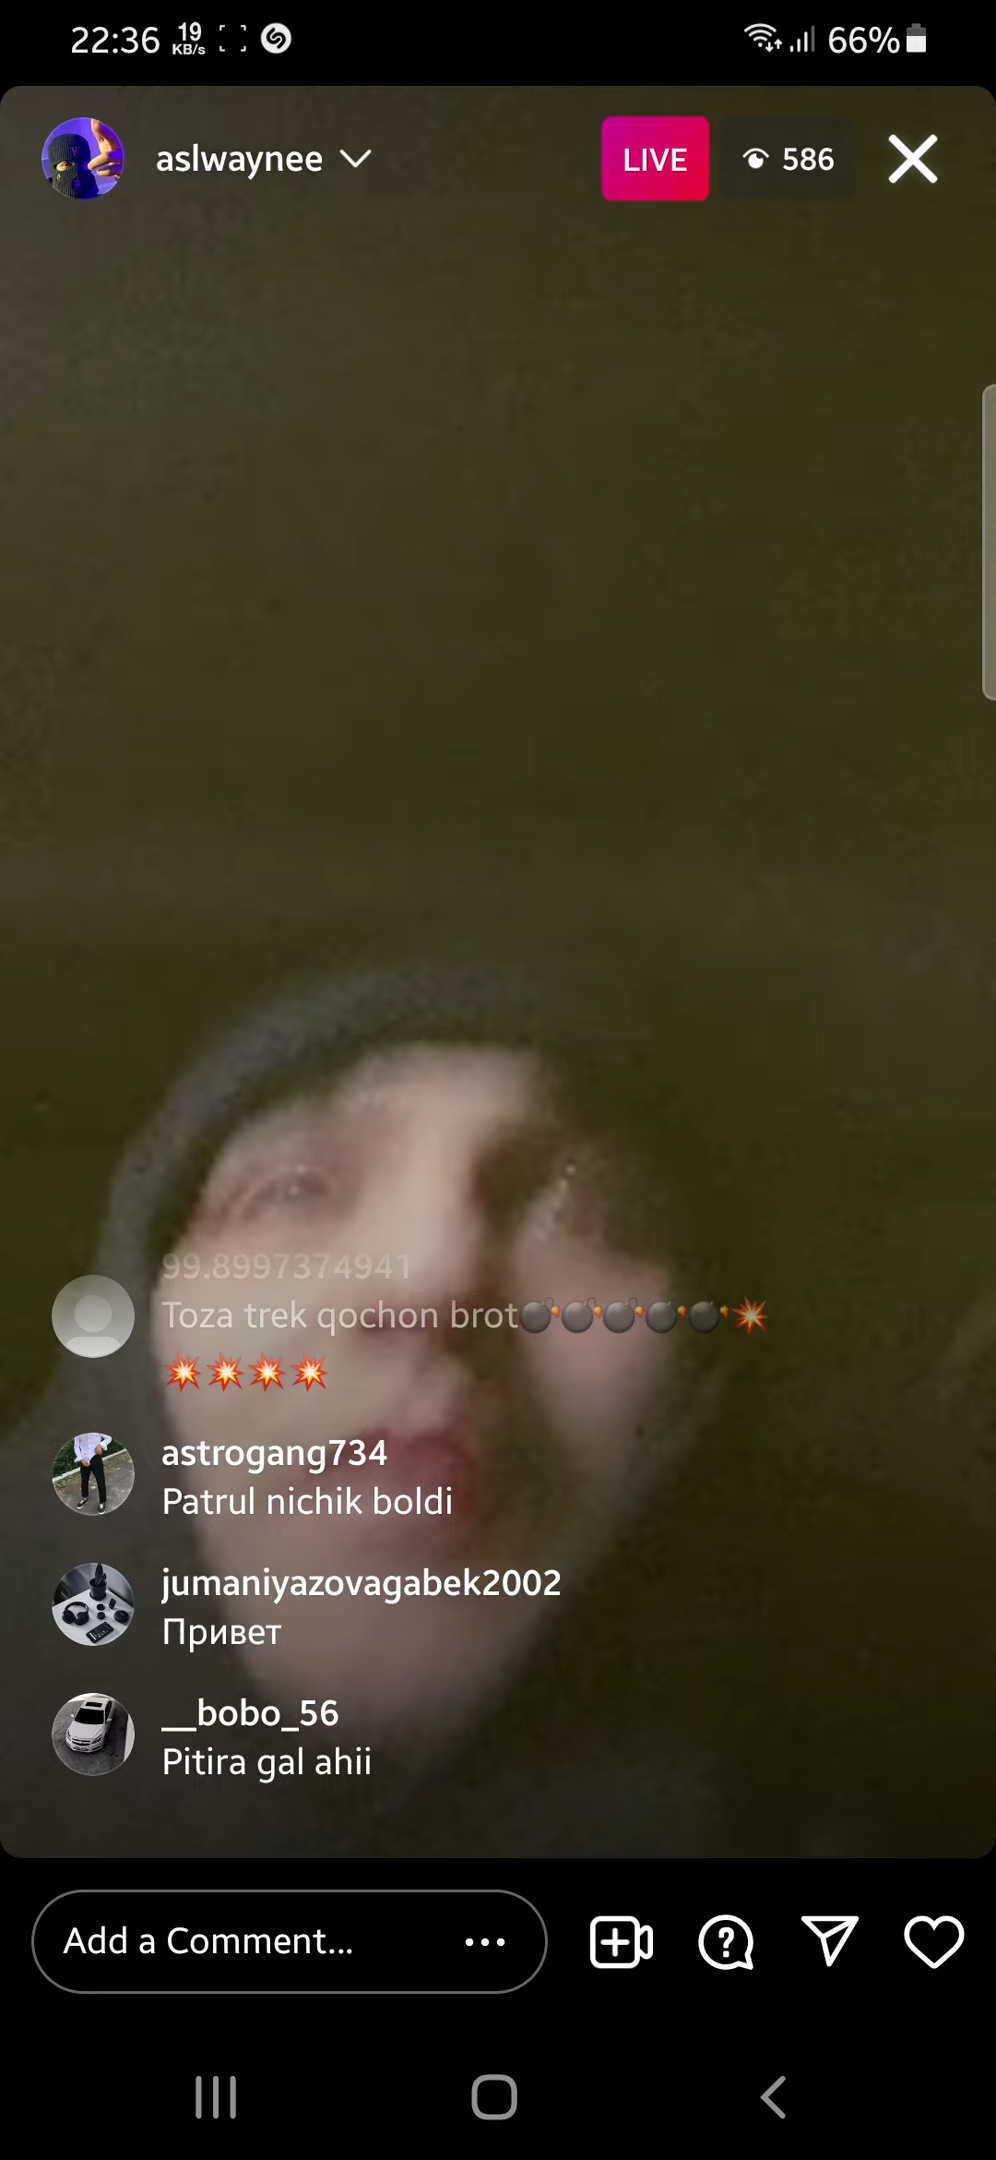 22:36 19 KB/s 66%
aslwaynee LIVE 586
99.8997374941
Toza trek qochon brot💣💣💣💣💣💥
💥💥💥💥
astrogang734
Patrul nichik boldi
jumaniyazovagabek2002
Привет
__bobo_56
Pitira gal ahii
Add a Comment...